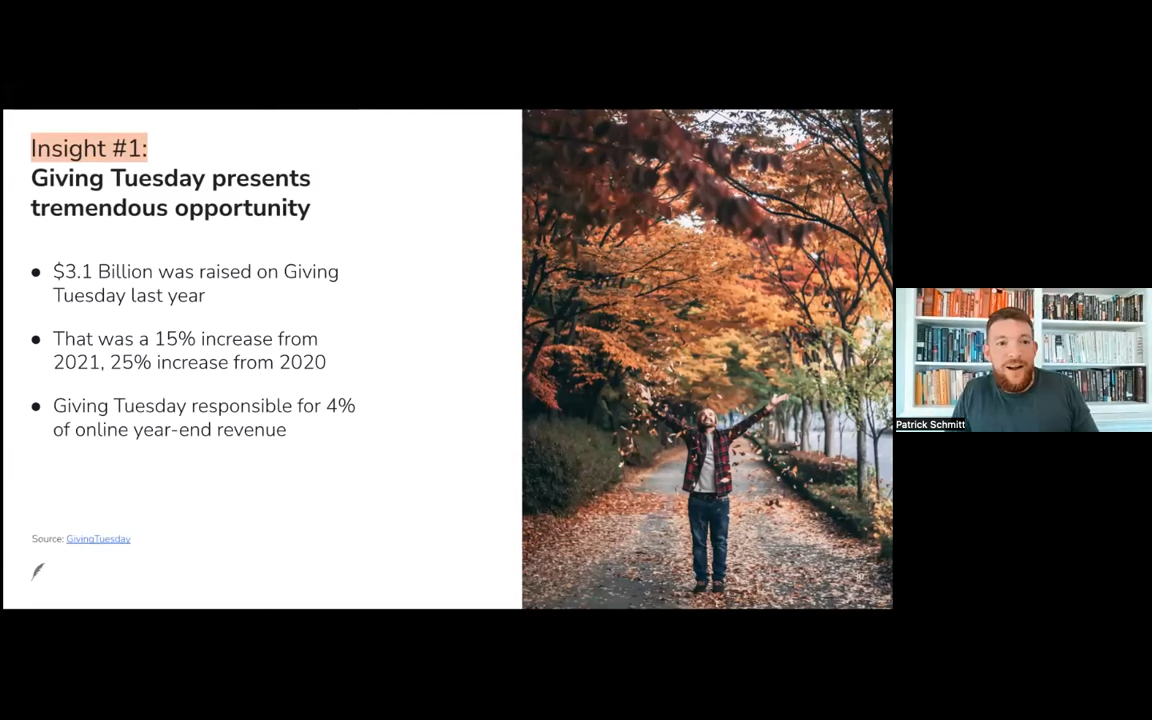 Insight #1:
Giving Tuesday presents
tremendous opportunity
● $3.1 Billion was raised on Giving
Tuesday last year
● That was a 15% increase from
2021, 25% increase from 2020
● Giving Tuesday responsible for 4%
of online year-end revenue
Source: GivingTuesday
Patrick Schmitt